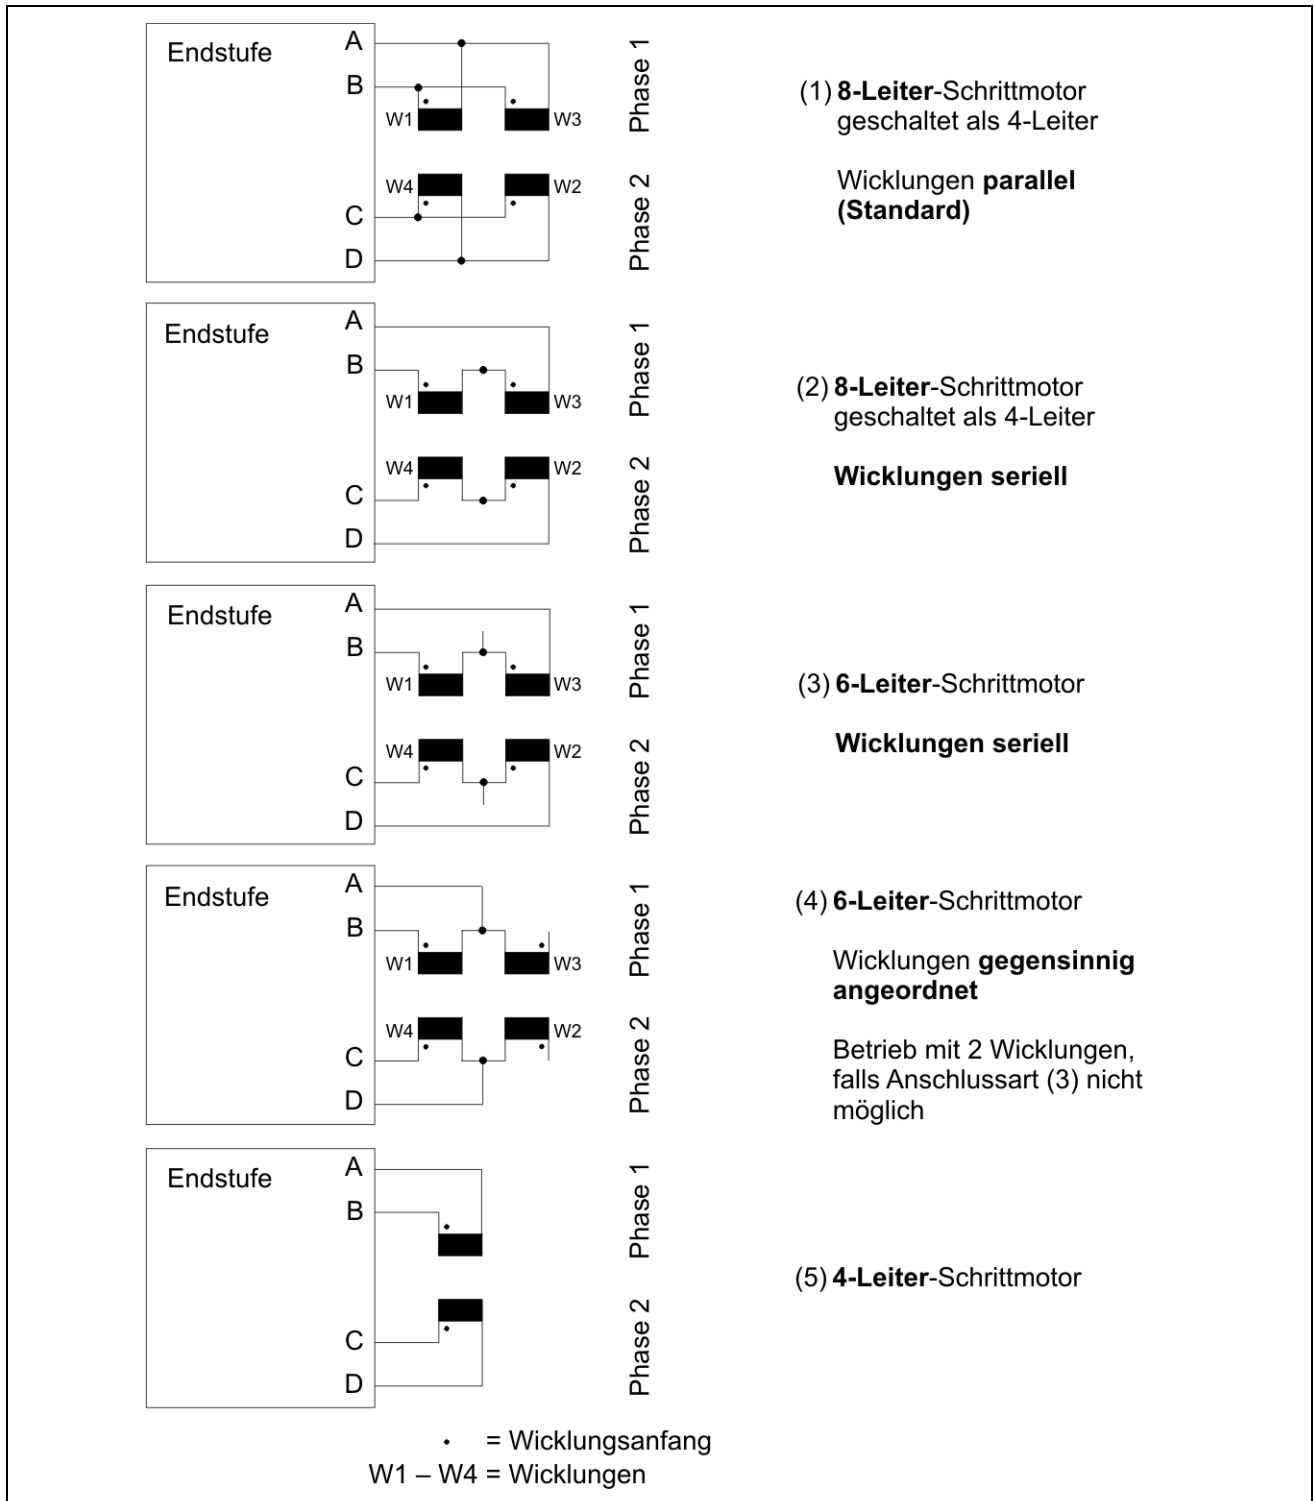 Endstufe
A
B
C
D
W1
W3
W4
W2
Phase 1
Phase 2
(1) 8-Leiter-Schrittmotor
geschaltet als 4-Leiter
Wicklungen parallel
(Standard)
Endstufe
A
B
C
D
W1
W3
W4
W2
Phase 1
Phase 2
(2) 8-Leiter-Schrittmotor
geschaltet als 4-Leiter
Wicklungen seriell
Endstufe
A
B
C
D
W1
W3
W4
W2
Phase 1
Phase 2
(3) 6-Leiter-Schrittmotor
Wicklungen seriell
Endstufe
A
B
C
D
W1
W3
W4
W2
Phase 1
Phase 2
(4) 6-Leiter-Schrittmotor
Wicklungen gegensinnig
angeordnet
Betrieb mit 2 Wicklungen,
falls Anschlussart (3) nicht
möglich
Endstufe
A
B
C
D
Phase 1
Phase 2
(5) 4-Leiter-Schrittmotor
• = Wicklungsanfang
W1 – W4 = Wicklungen